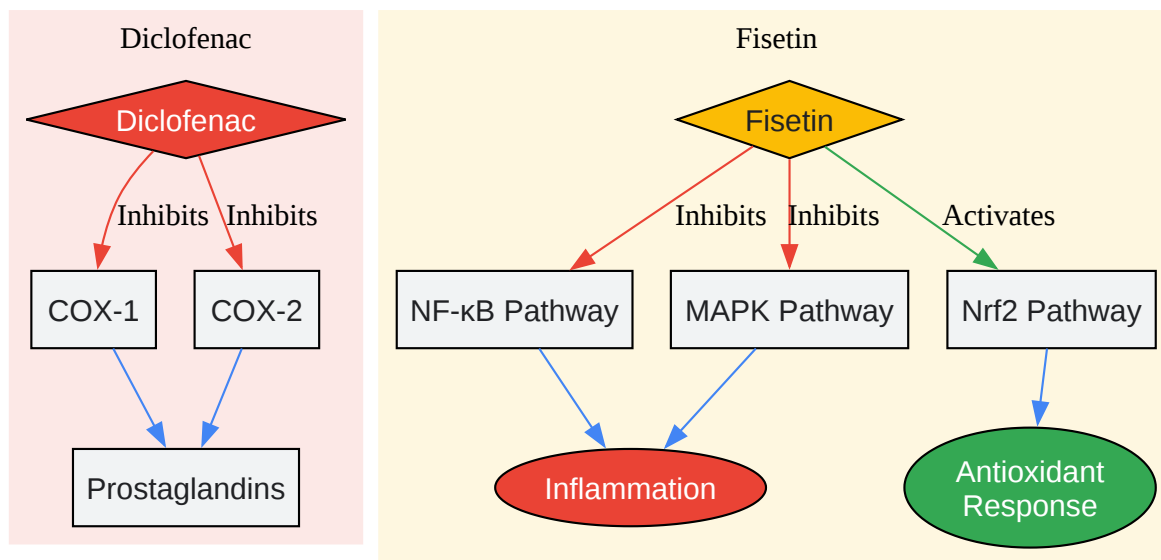 Diclofenac
Diclofenac
Inhibits
Inhibits
COX-1
COX-2
Prostaglandins
Fisetin
Fisetin
Inhibits
Inhibits
Activates
NF-κB Pathway
MAPK Pathway
Nrf2 Pathway
Inflammation
Antioxidant
Response